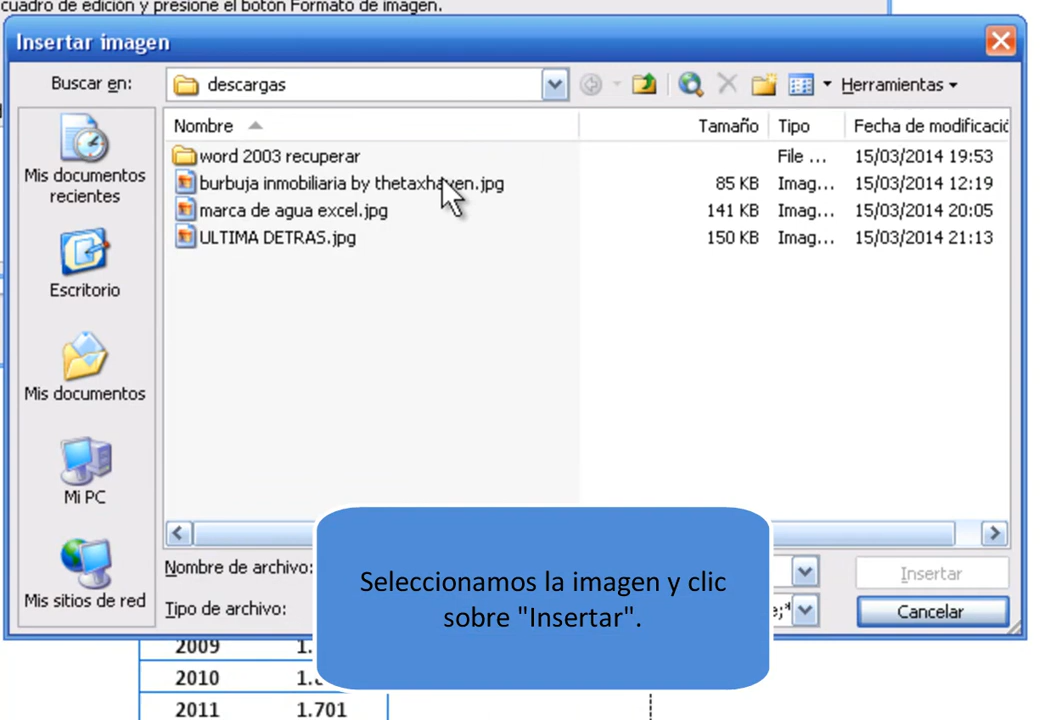 cuadro de edición y presione el botón Formato de imagen.
Insertar imagen
Buscar en: descargas Herramientas
Nombre Tamaño Tipo Fecha de modificació
word 2003 recuperar File ... 15/03/2014 19:53
burbuja inmobiliaria by thetaxhaven.jpg 85 KB Imag... 15/03/2014 12:19
marca de agua excel.jpg 141 KB Imag... 15/03/2014 20:05
ULTIMA DETRAS.jpg 150 KB Imag... 15/03/2014 21:13
Mis documentos
recientes
Escritorio
Mis documentos
Mi PC
Mis sitios de red
Nombre de archivo: Insertar
Tipo de archivo: e;* Cancelar
Seleccionamos la imagen y clic
sobre "Insertar".
2009 1.
2010 1.
2011 1.701